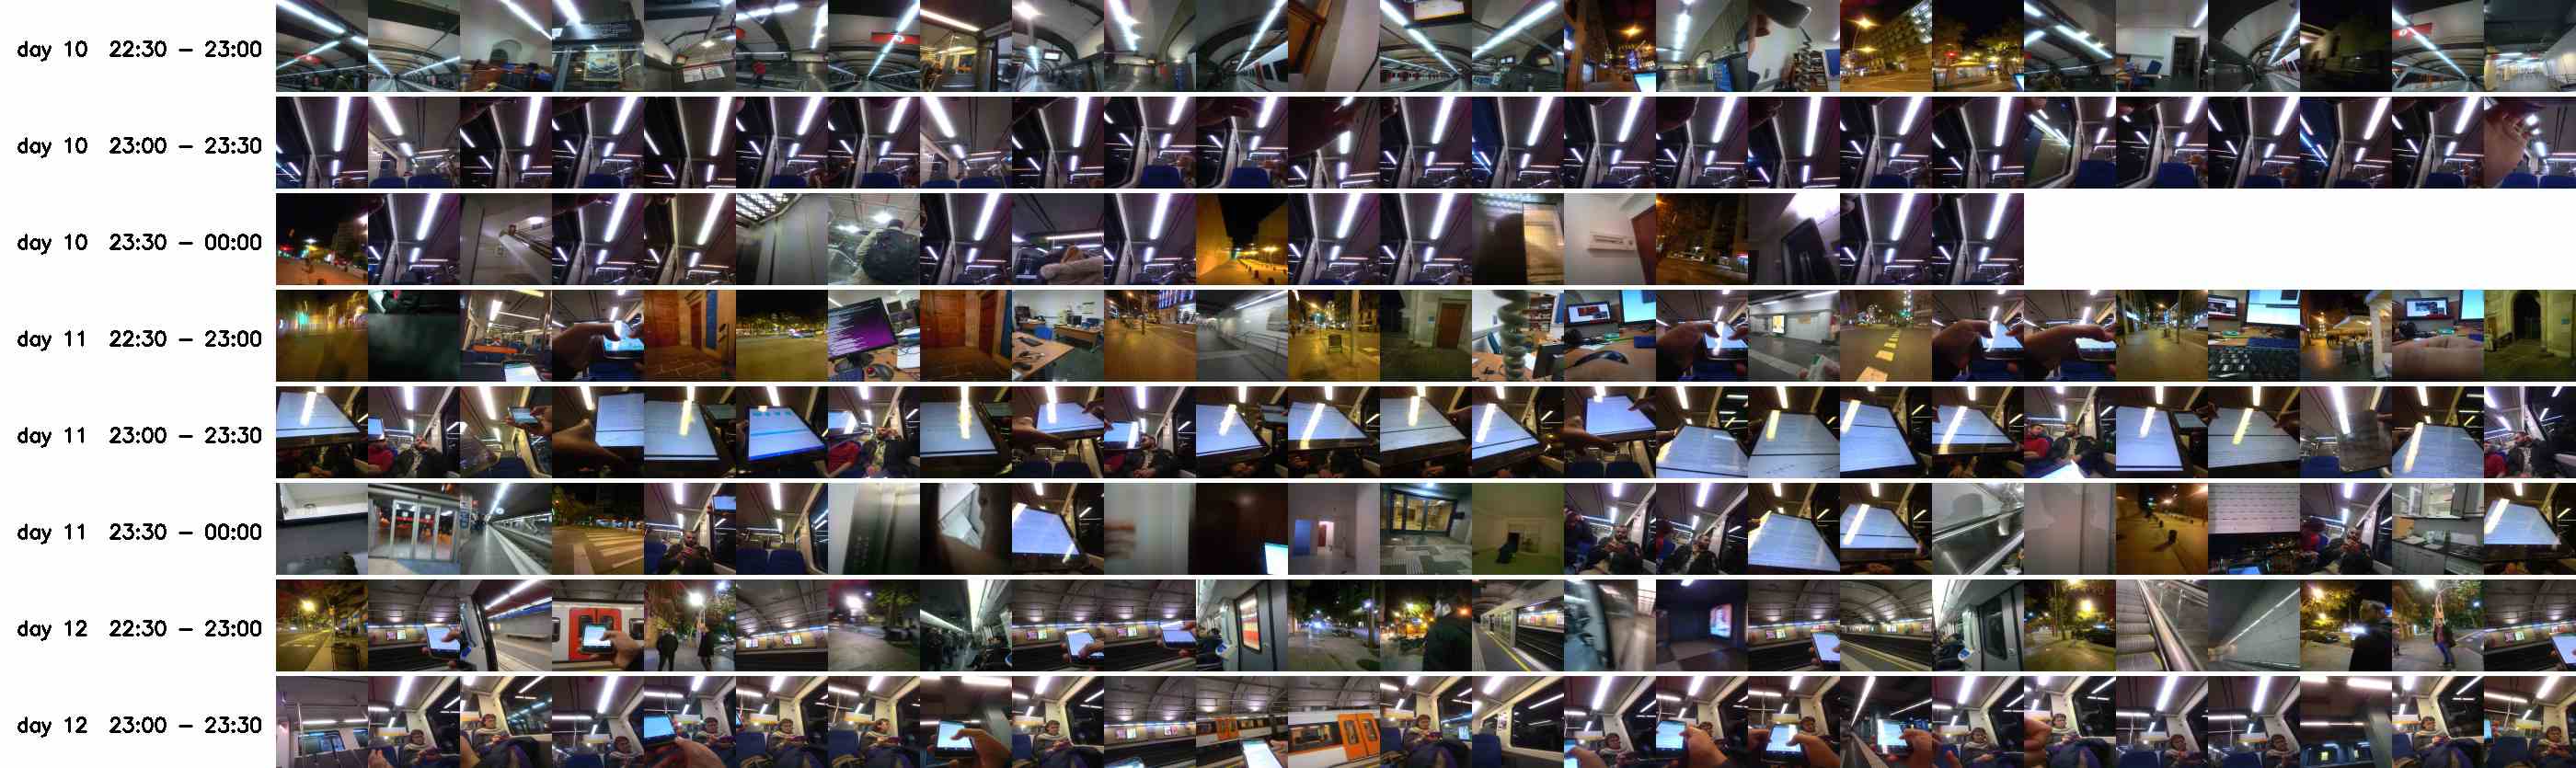 day 10 22:30 – 23:00
day 10 23:00 – 23:30
day 10 23:30 – 00:00
day 11 22:30 – 23:00
day 11 23:00 – 23:30
day 11 23:30 – 00:00
day 12 22:30 – 23:00
day 12 23:00 – 23:30